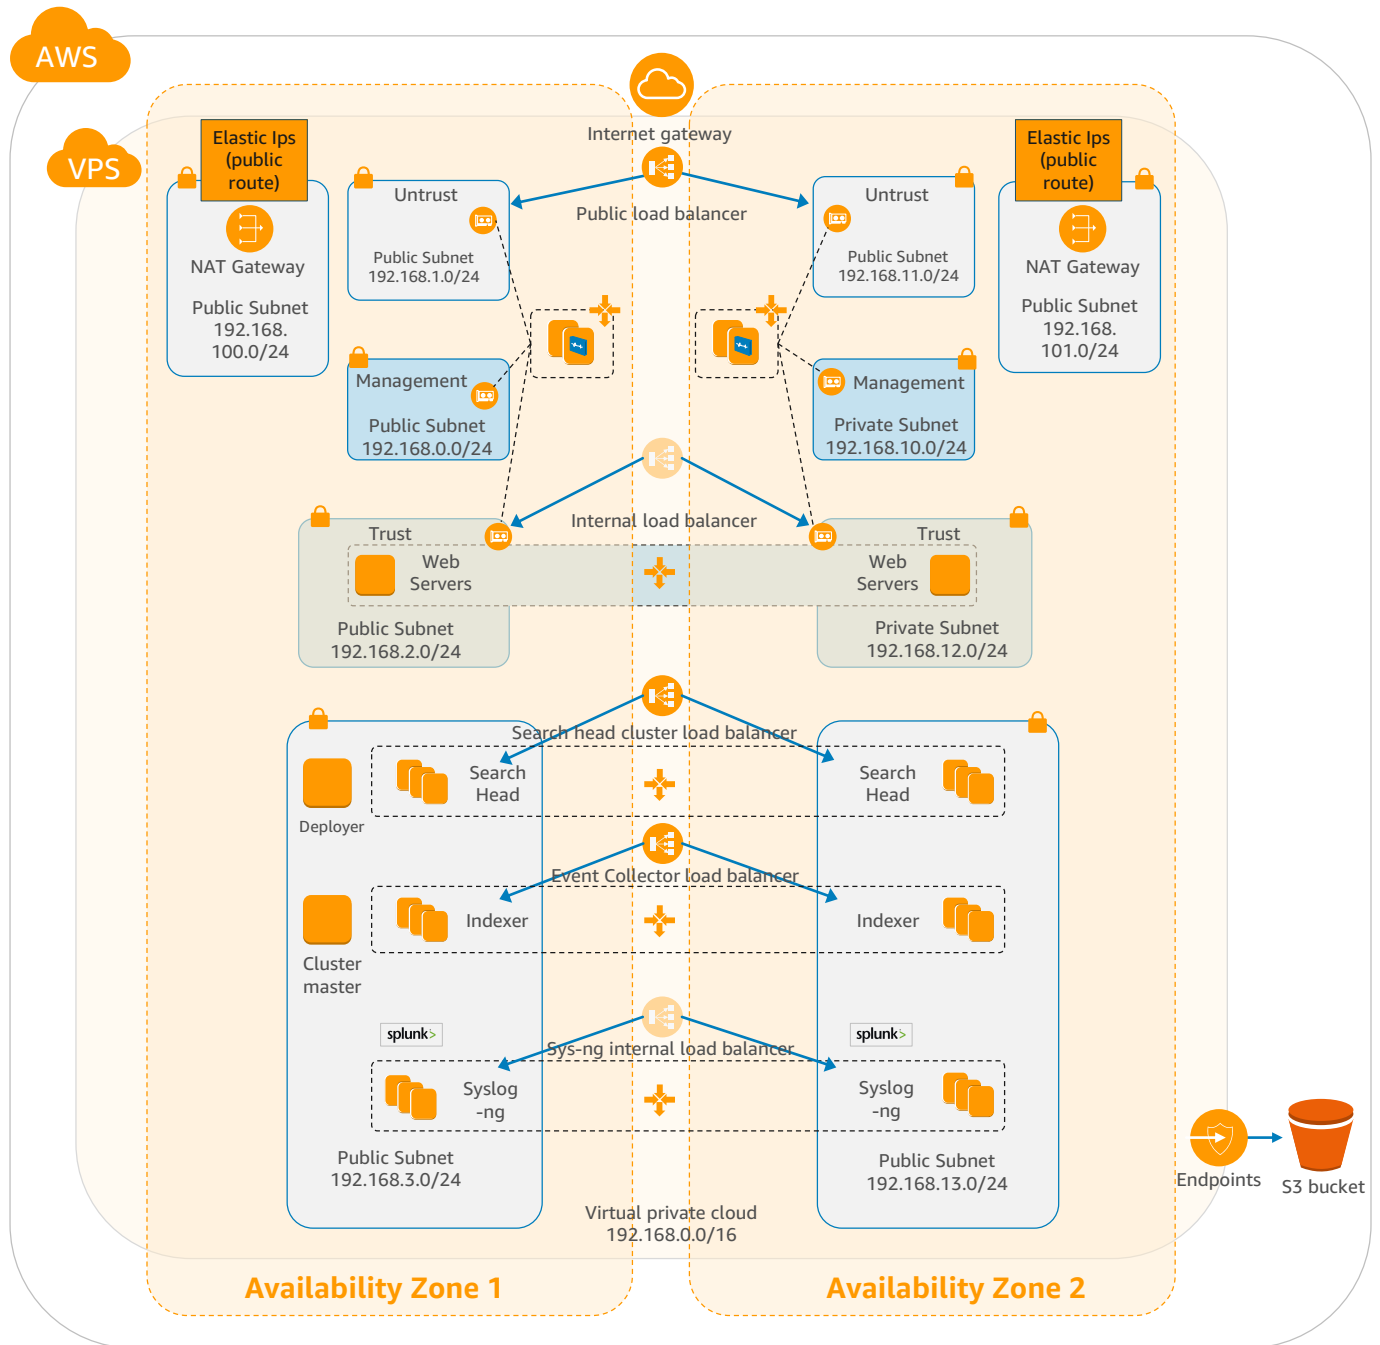 AWS
VPS
Elastic Ips
(public
route)
NAT Gateway
Public Subnet
192.168.
100.0/24
Untrust
Public Subnet
192.168.1.0/24
Management
Public Subnet
192.168.0.0/24
Internet gateway
Public load balancer
Untrust
Public Subnet
192.168.11.0/24
Management
Private Subnet
192.168.10.0/24
Elastic Ips
(public
route)
NAT Gateway
Public Subnet
192.168.
101.0/24
Internal load balancer
Trust
Web
Servers
Public Subnet
192.168.2.0/24
Trust
Web
Servers
Private Subnet
192.168.12.0/24
Search head cluster load balancer
Deployer
Search
Head
Search
Head
Event Collector load balancer
Cluster
master
Indexer
Indexer
splunk>
splunk>
Sys-ng internal load balancer
Syslog
-ng
Syslog
-ng
Public Subnet
192.168.3.0/24
Public Subnet
192.168.13.0/24
Endpoints
S3 bucket
Virtual private cloud
192.168.0.0/16
Availability Zone 1
Availability Zone 2